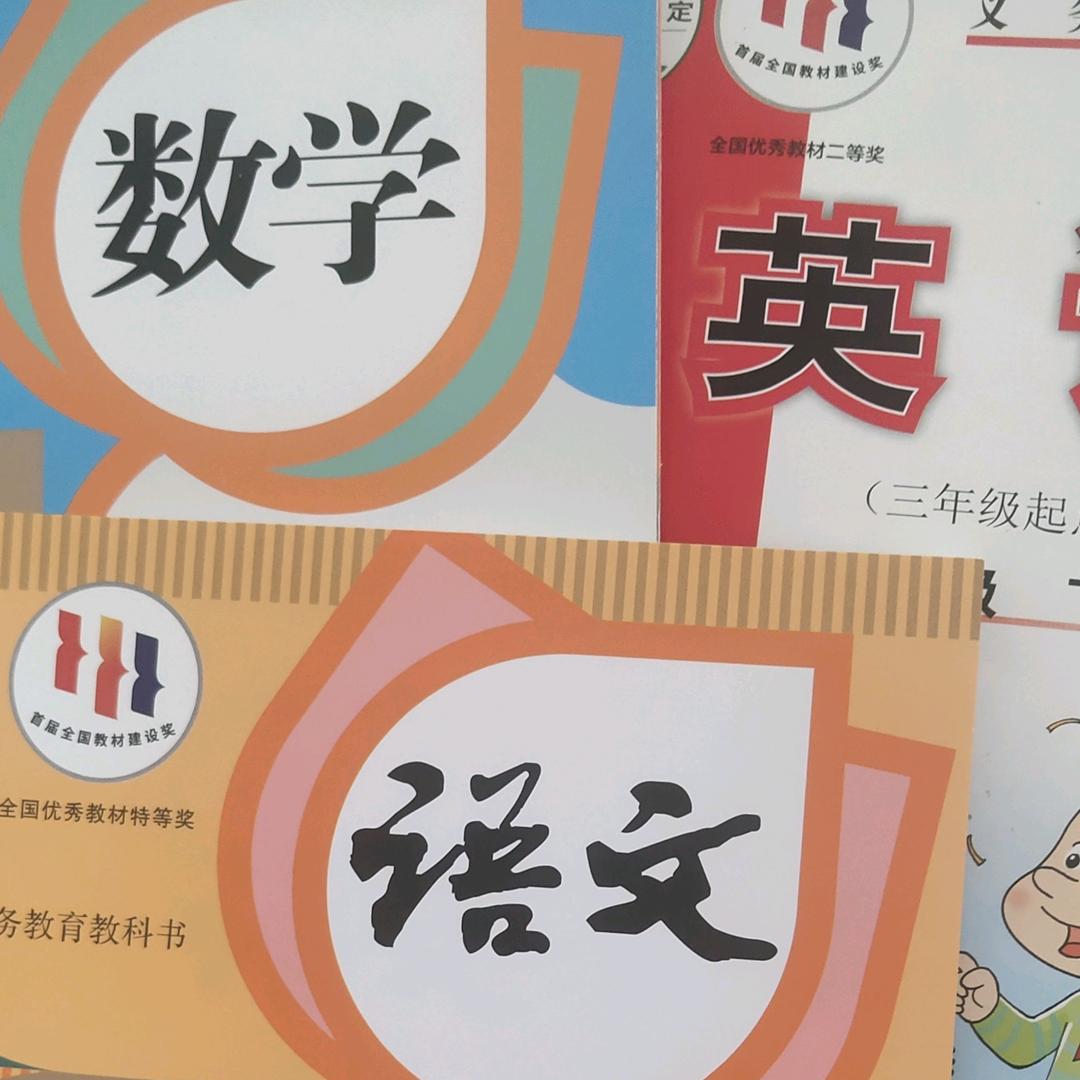 数学
定
首届全国教材建设奖
全国优秀教材二等奖
英
（三年级起
级
首届全国教材建设奖
全国优秀教材特等奖
务教育教科书
语文